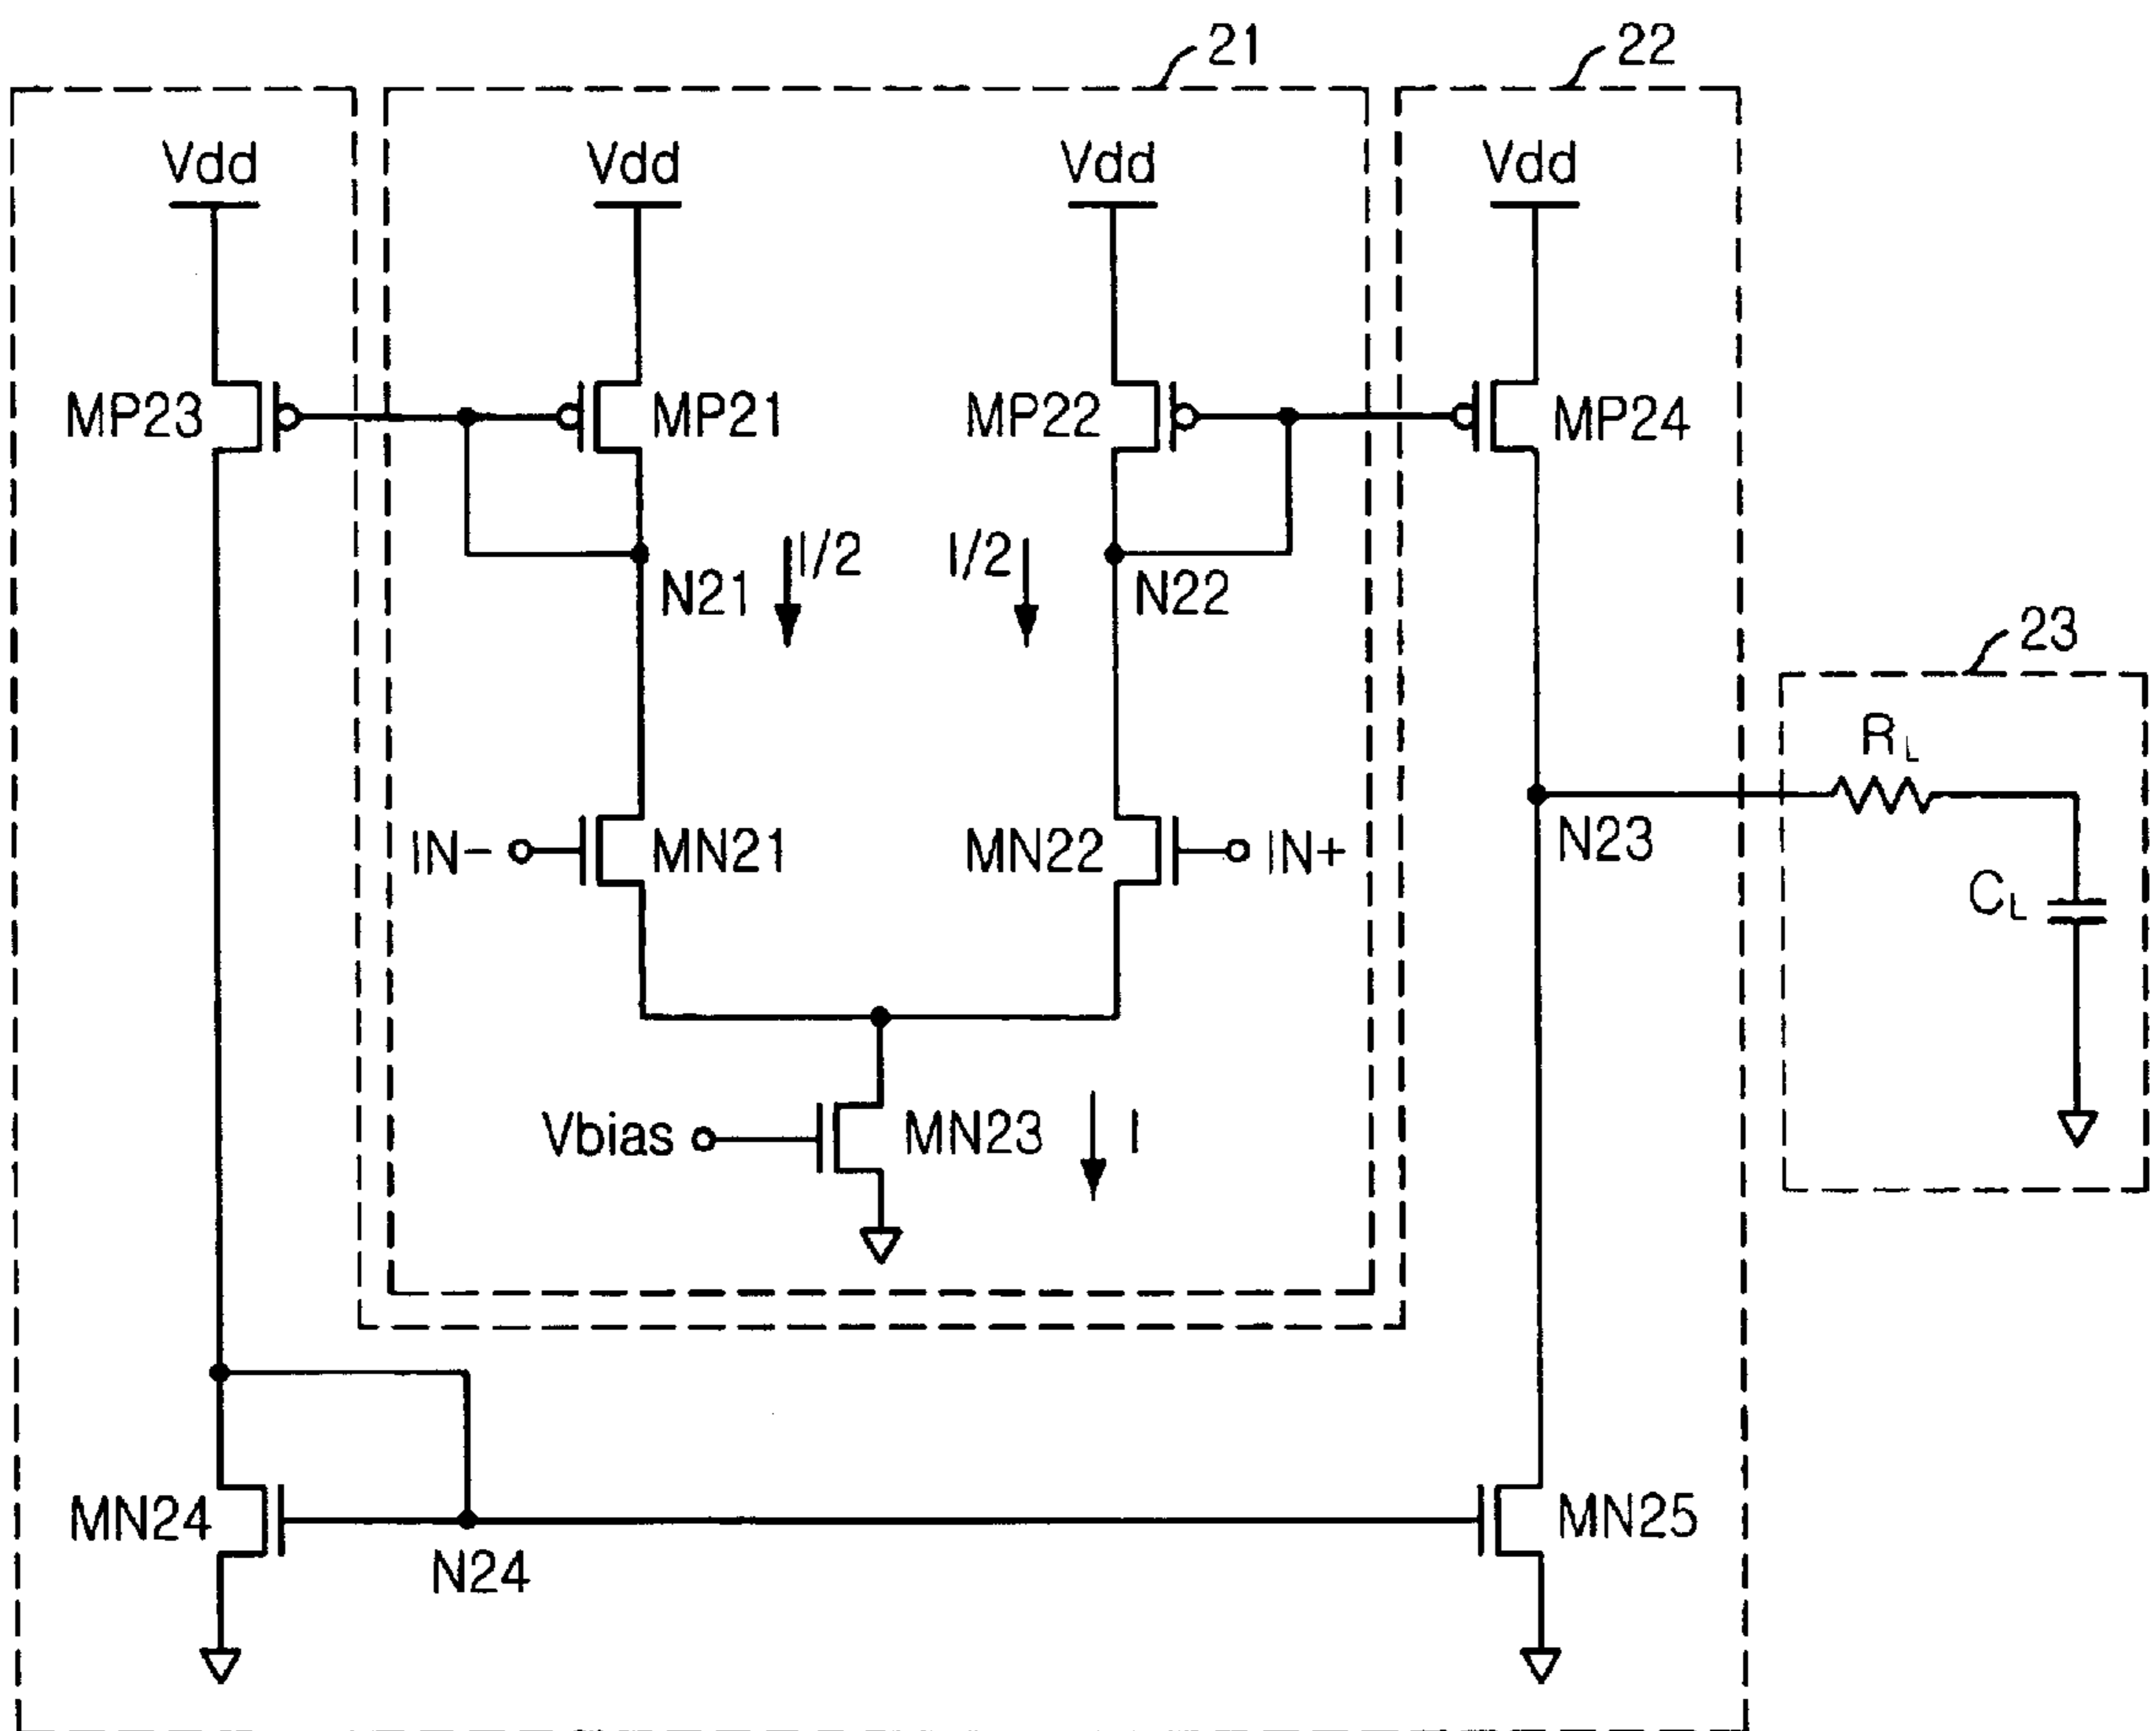 21
22
Vdd
Vdd
Vdd
Vdd
MP23
MP21
MP22
MP24
I/2
I/2
N21
N22
23
RL
IN-
MN21
MN22
IN+
N23
CL
Vbias
MN23
I
MN24
MN25
N24